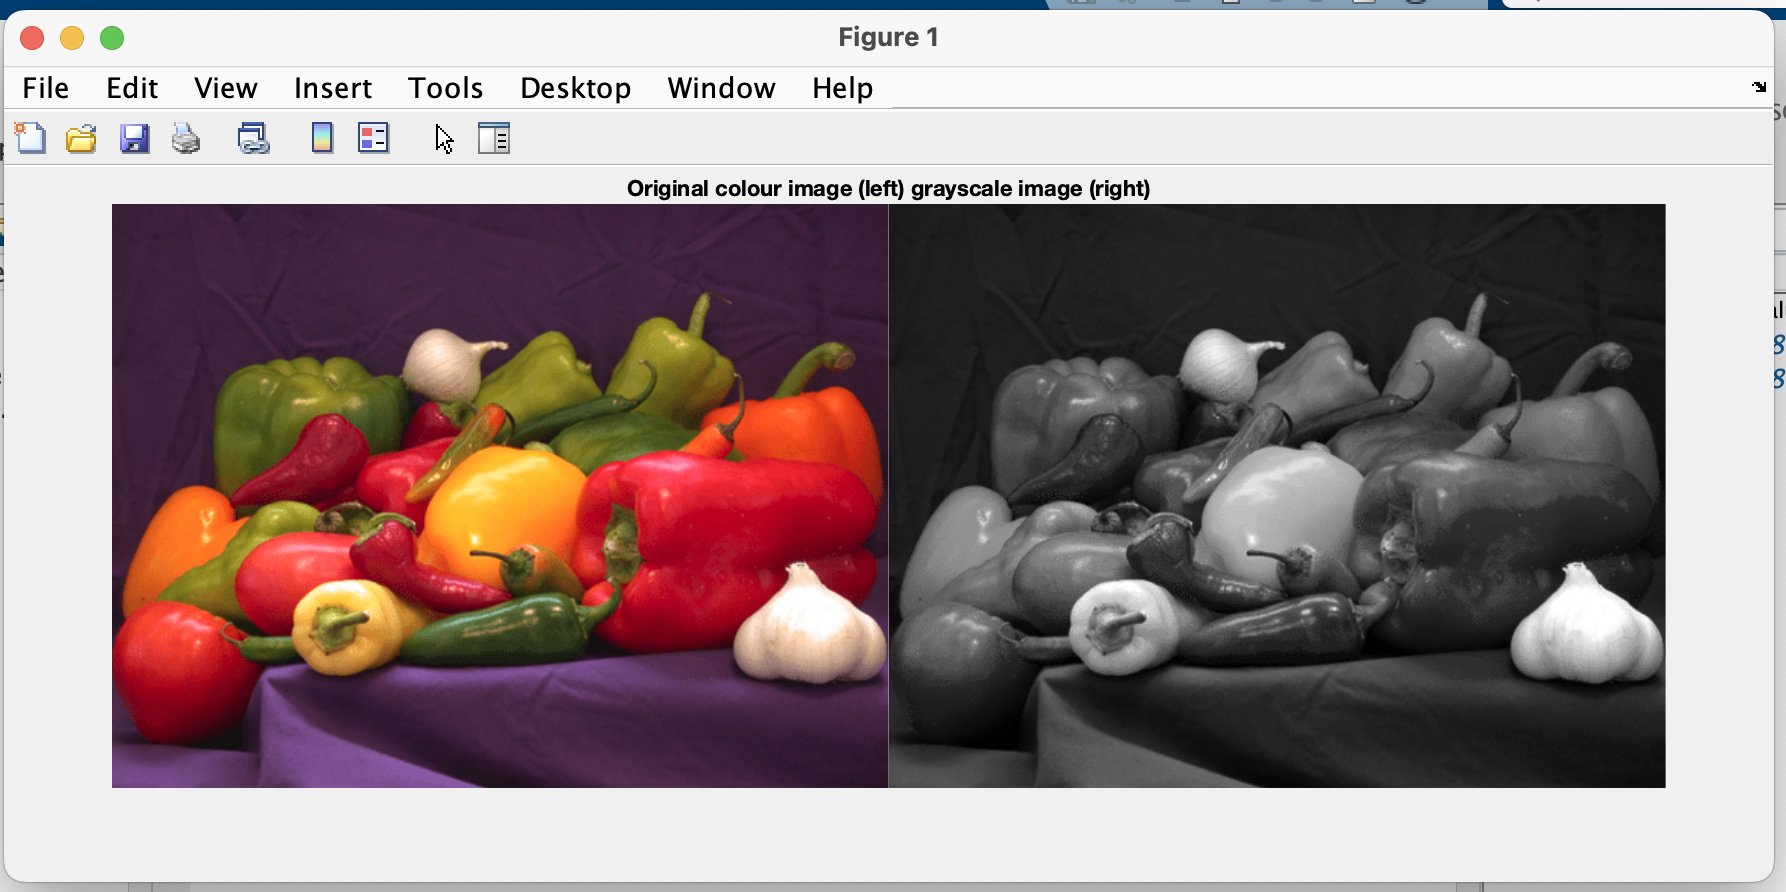 Figure 1
File Edit View Insert Tools Desktop Window Help
Original colour image (left) grayscale image (right)